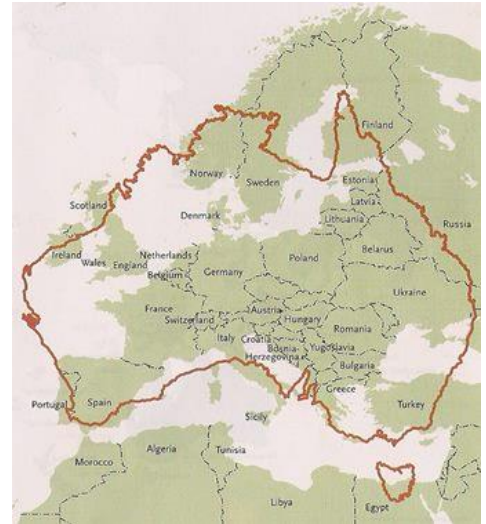 Finland
Norway
Sweden
Estonia
Scotland
Latvia
Denmark
Lithuania
Russia
Ireland
Wales
England
Netherlands
Belgium
Germany
Poland
Belarus
Ukraine
France
Austria
Switzerland
Hungary
Italy
Croatia
Romania
Bosnia-
Herzegovina
Yugoslavia
Bulgaria
Portugal
Spain
Greece
Turkey
Sicily
Morocco
Algeria
Tunisia
Libya
Egypt